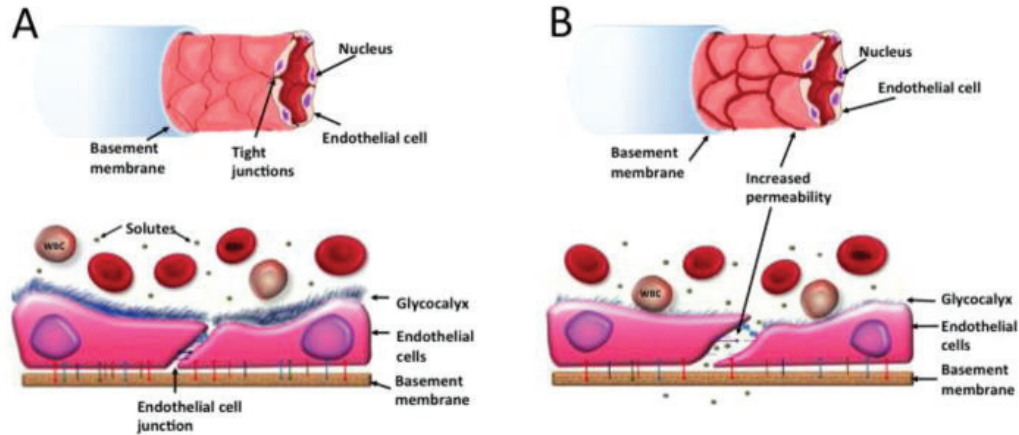 A
Nucleus
Endothelial cell
Basement
membrane
Tight
junctions
WBC
Solutes
Glycocalyx
Endothelial
cells
Basement
membrane
Endothelial cell
junction
B
Nucleus
Endothelial cell
Basement
membrane
Increased
permeability
WBC
Glycocalyx
Endothelial
cells
Basement
membrane